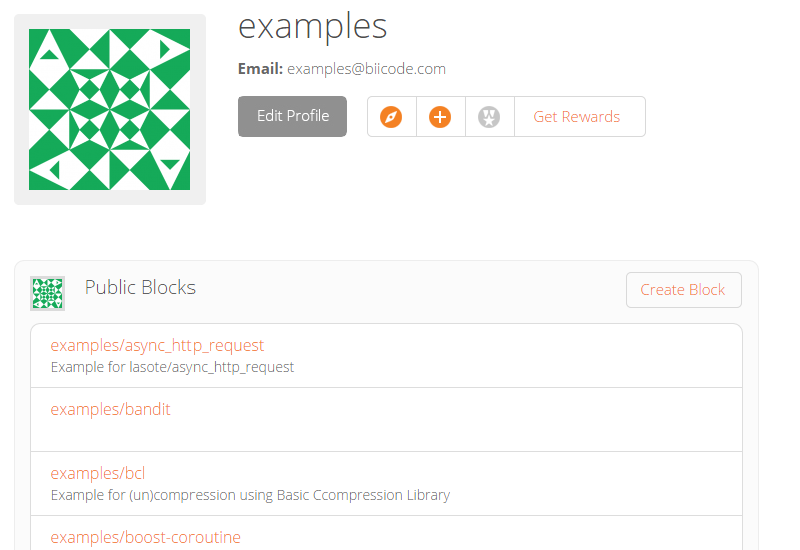 examples
Email: examples@biicode.com
Edit Profile
Get Rewards
Public Blocks
Create Block
examples/async_http_request
Example for lasote/async_http_request
examples/bandit
examples/bcl
Example for (un)compression using Basic Ccompression Library
examples/boost-coroutine